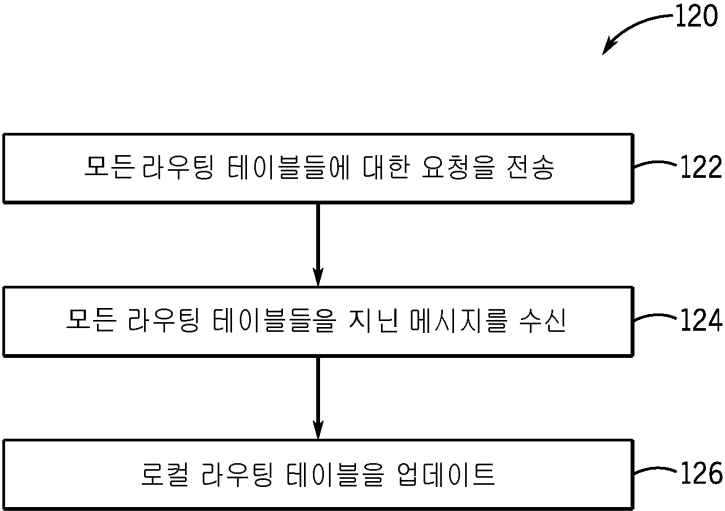 120
모든 라우팅 테이블들에 대한 요청을 전송
122
모든 라우팅 테이블들을 지닌 메시지를 수신
124
로컬 라우팅 테이블을 업데이트
126